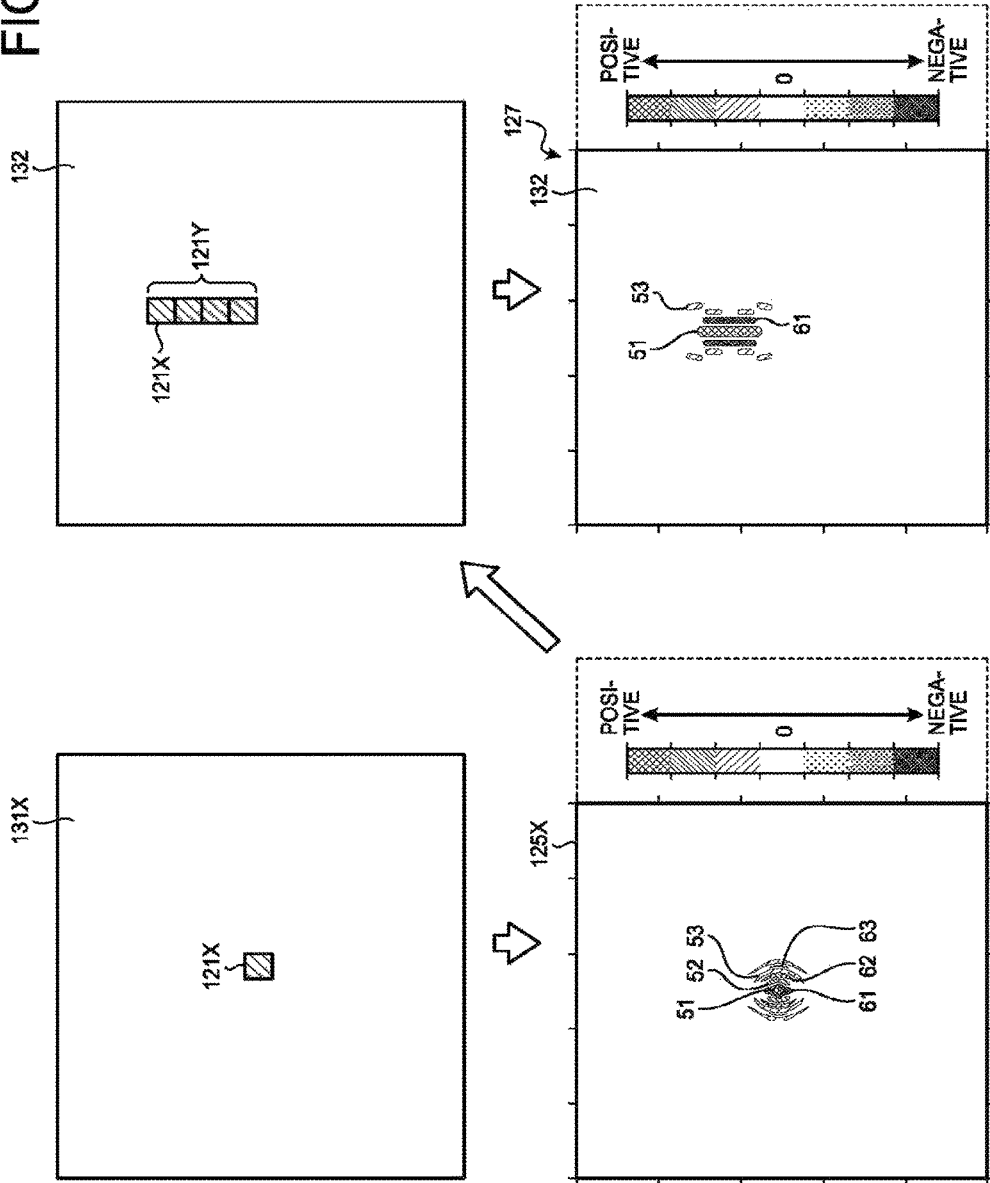 FIG
131X
121X
132
121X
121Y
125X
51
52
53
61
62
63
POSI-
TIVE
0
NEGA-
TIVE
127
132
51
53
61
POSI-
TIVE
0
NEGA-
TIVE